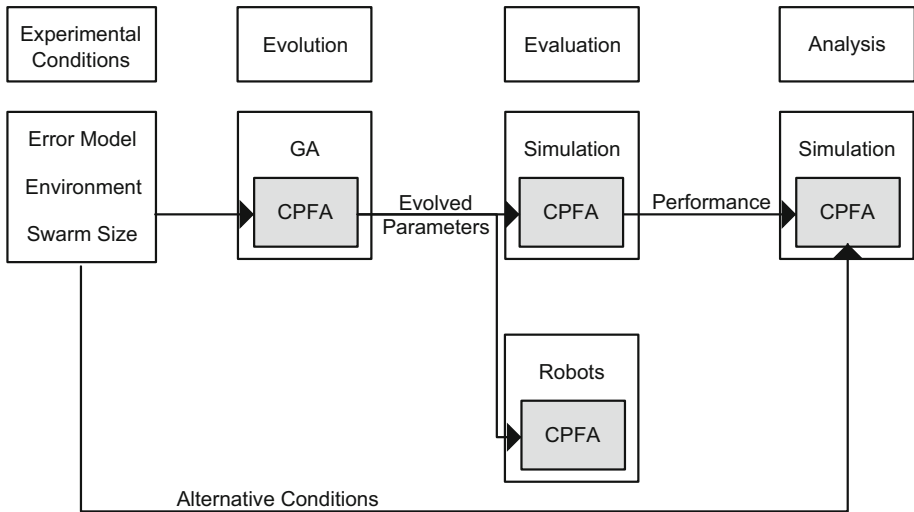 Experimental
Conditions
Evolution
Evaluation
Analysis
Error Model
Environment
Swarm Size
GA
CPFA
Evolved
Parameters
Simulation
CPFA
Performance
Simulation
CPFA
Robots
CPFA
Alternative Conditions